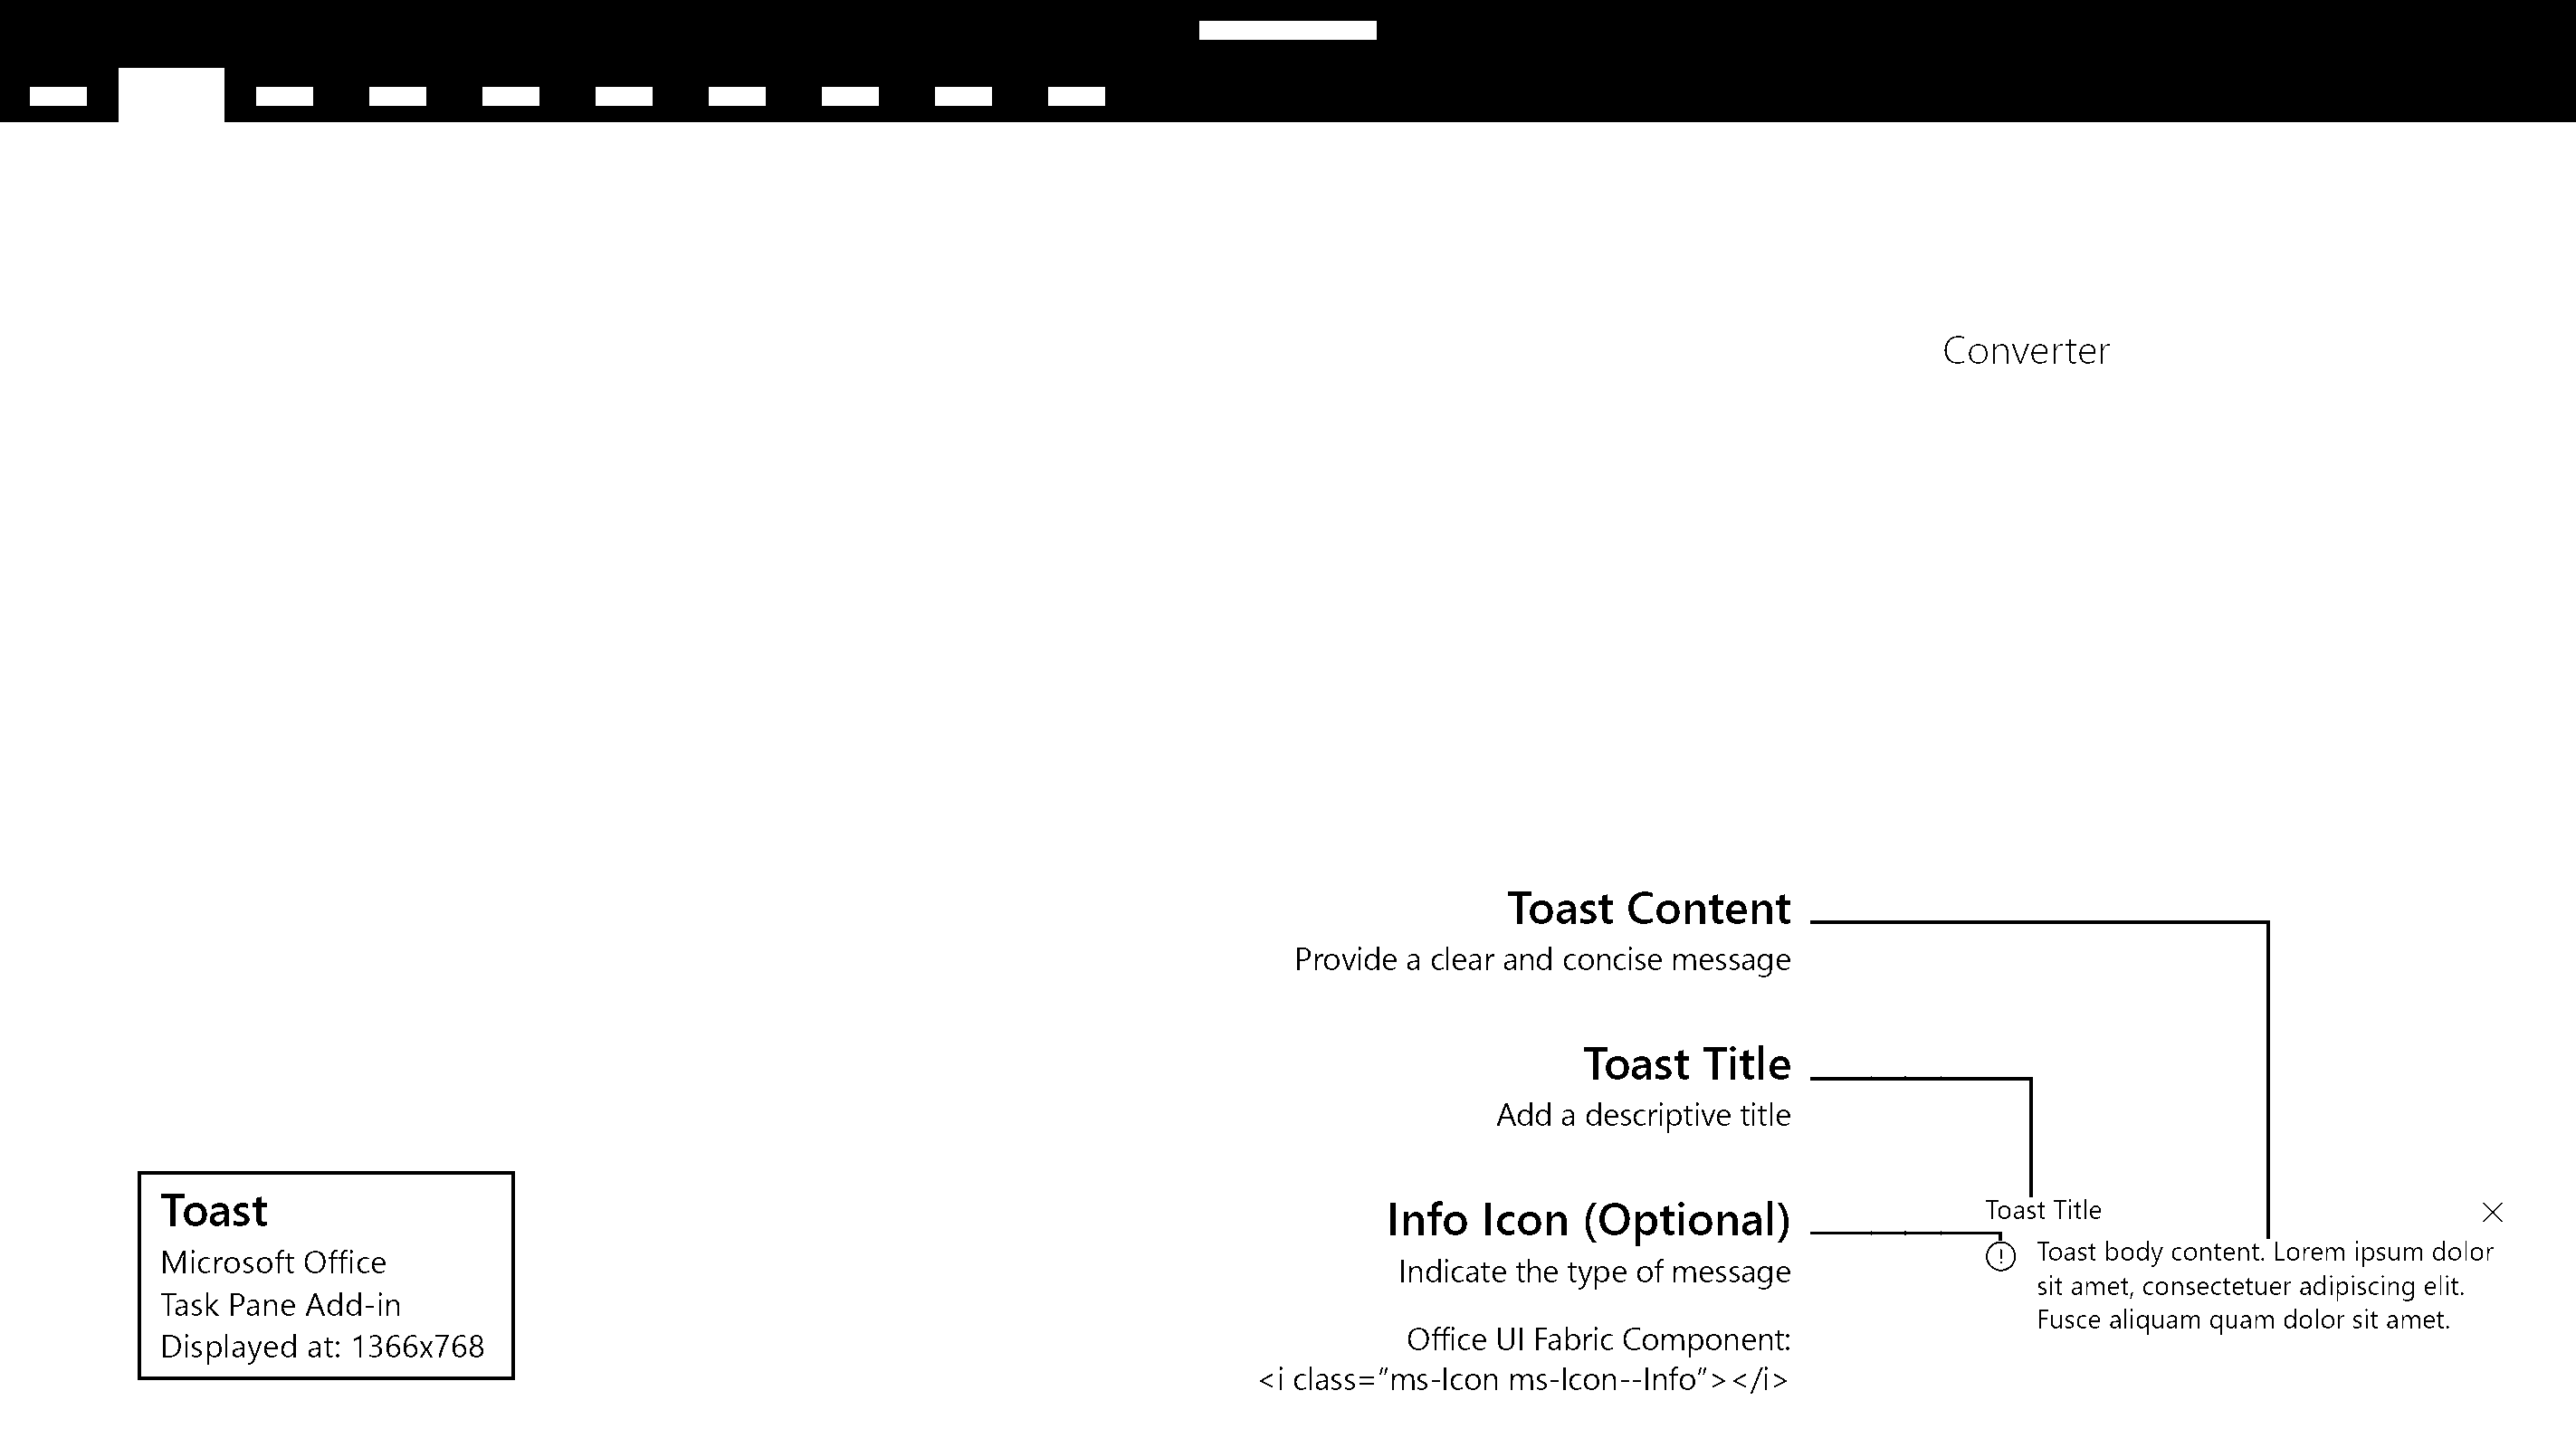 Converter
Toast Content
Provide a clear and concise message
Toast Title
Add a descriptive title
Info Icon (Optional)
Indicate the type of message
Office UI Fabric Component:
<i class="ms-Icon ms-Icon--Info"></i>
Toast Title
Toast body content. Lorem ipsum dolor
sit amet, consectetuer adipiscing elit.
Fusce aliquam quam dolor sit amet.
Toast
Microsoft Office
Task Pane Add-in
Displayed at: 1366x768